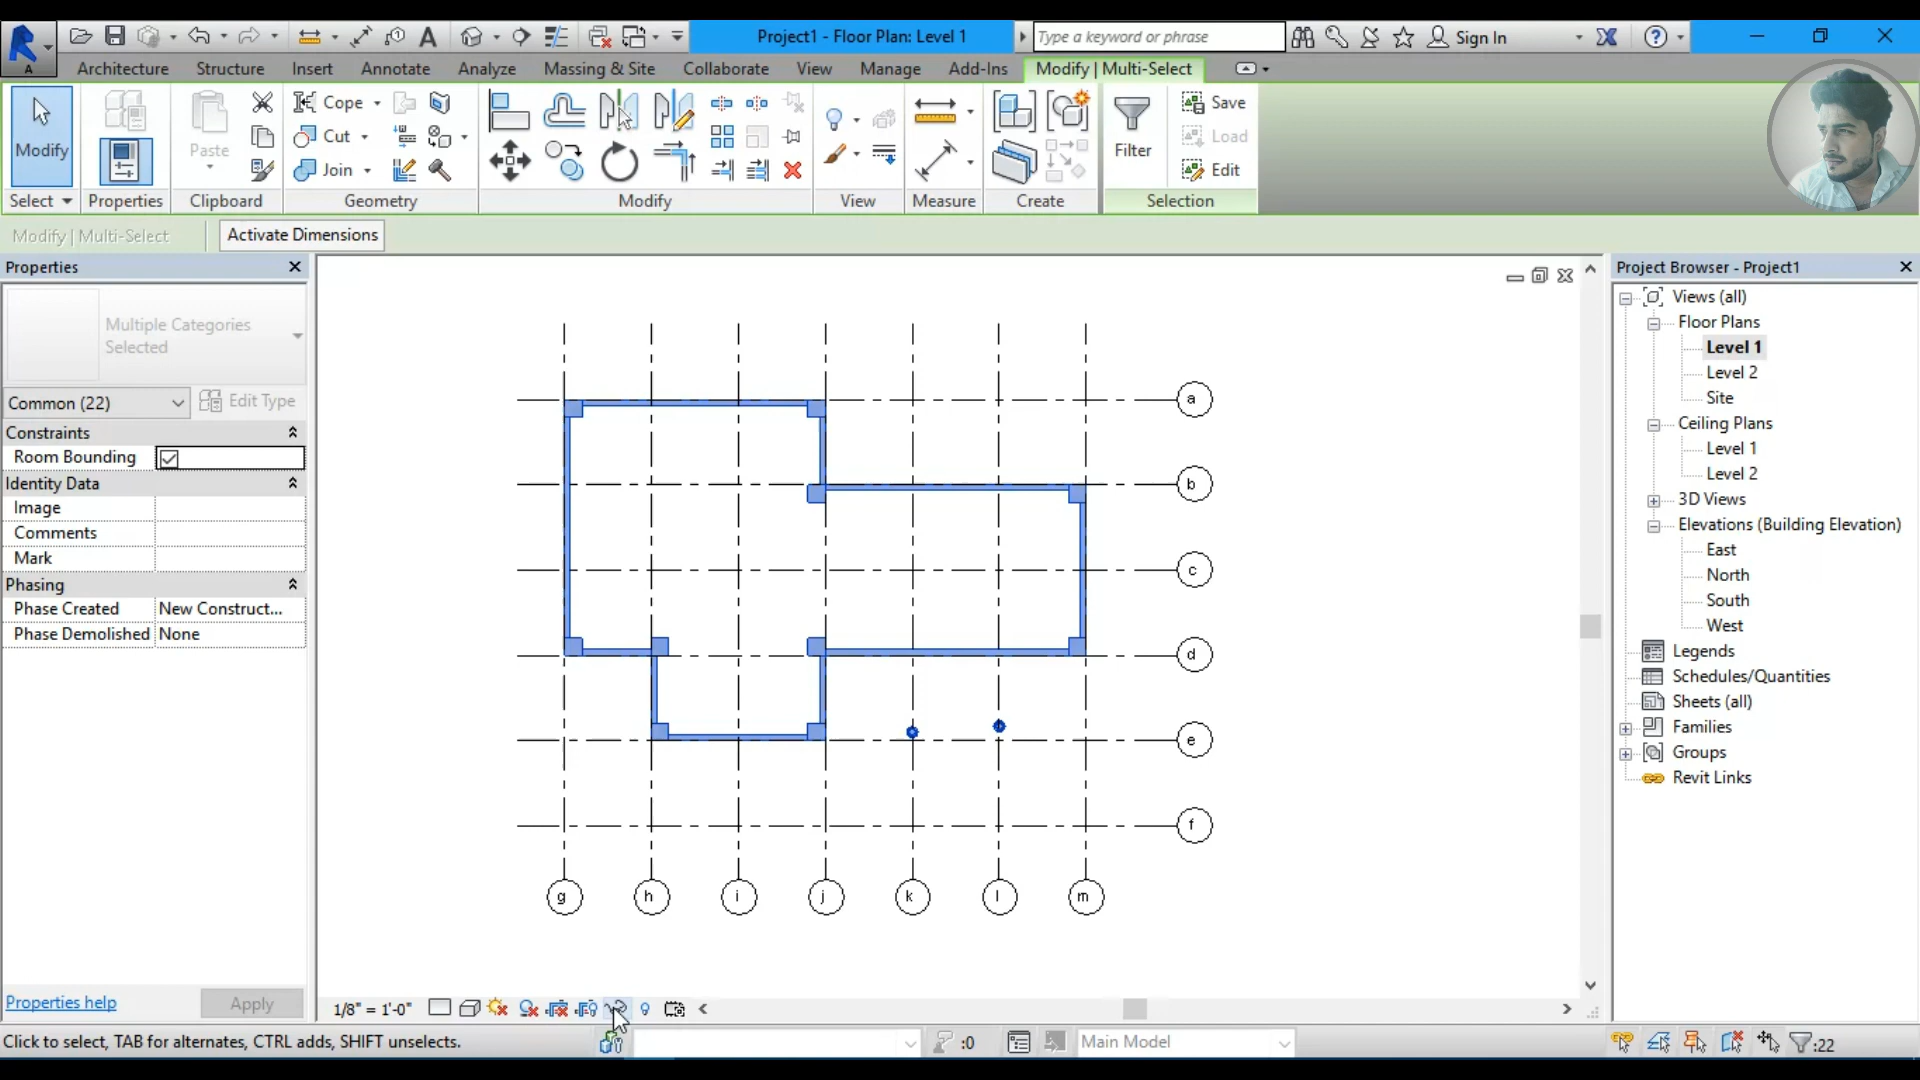 Project1 - Floor Plan: Level 1
Type a keyword or phrase
Sign In
A
Architecture Structure Insert Annotate Analyze Massing & Site Collaborate View Manage Add-Ins Modify | Multi-Select
Modify
Paste
Cope
Cut
Join
Filter
Save
Load
Edit
Select Properties Clipboard Geometry Modify View Measure Create Selection
Modify | Multi-Select Activate Dimensions
Properties
Multiple Categories
Selected
Common (22) Edit Type
Constraints
Room Bounding
Identity Data
Image
Comments
Mark
Phasing
Phase Created New Construct...
Phase Demolished None
Properties help Apply
a
b
c
d
e
f
g h i j k l m
Project Browser - Project1
Views (all)
Floor Plans
Level 1
Level 2
Site
Ceiling Plans
Level 1
Level 2
3D Views
Elevations (Building Elevation)
East
North
South
West
Legends
Schedules/Quantities
Sheets (all)
Families
Groups
Revit Links
1/8" = 1'-0"
Click to select, TAB for alternates, CTRL adds, SHIFT unselects. :0 Main Model :22